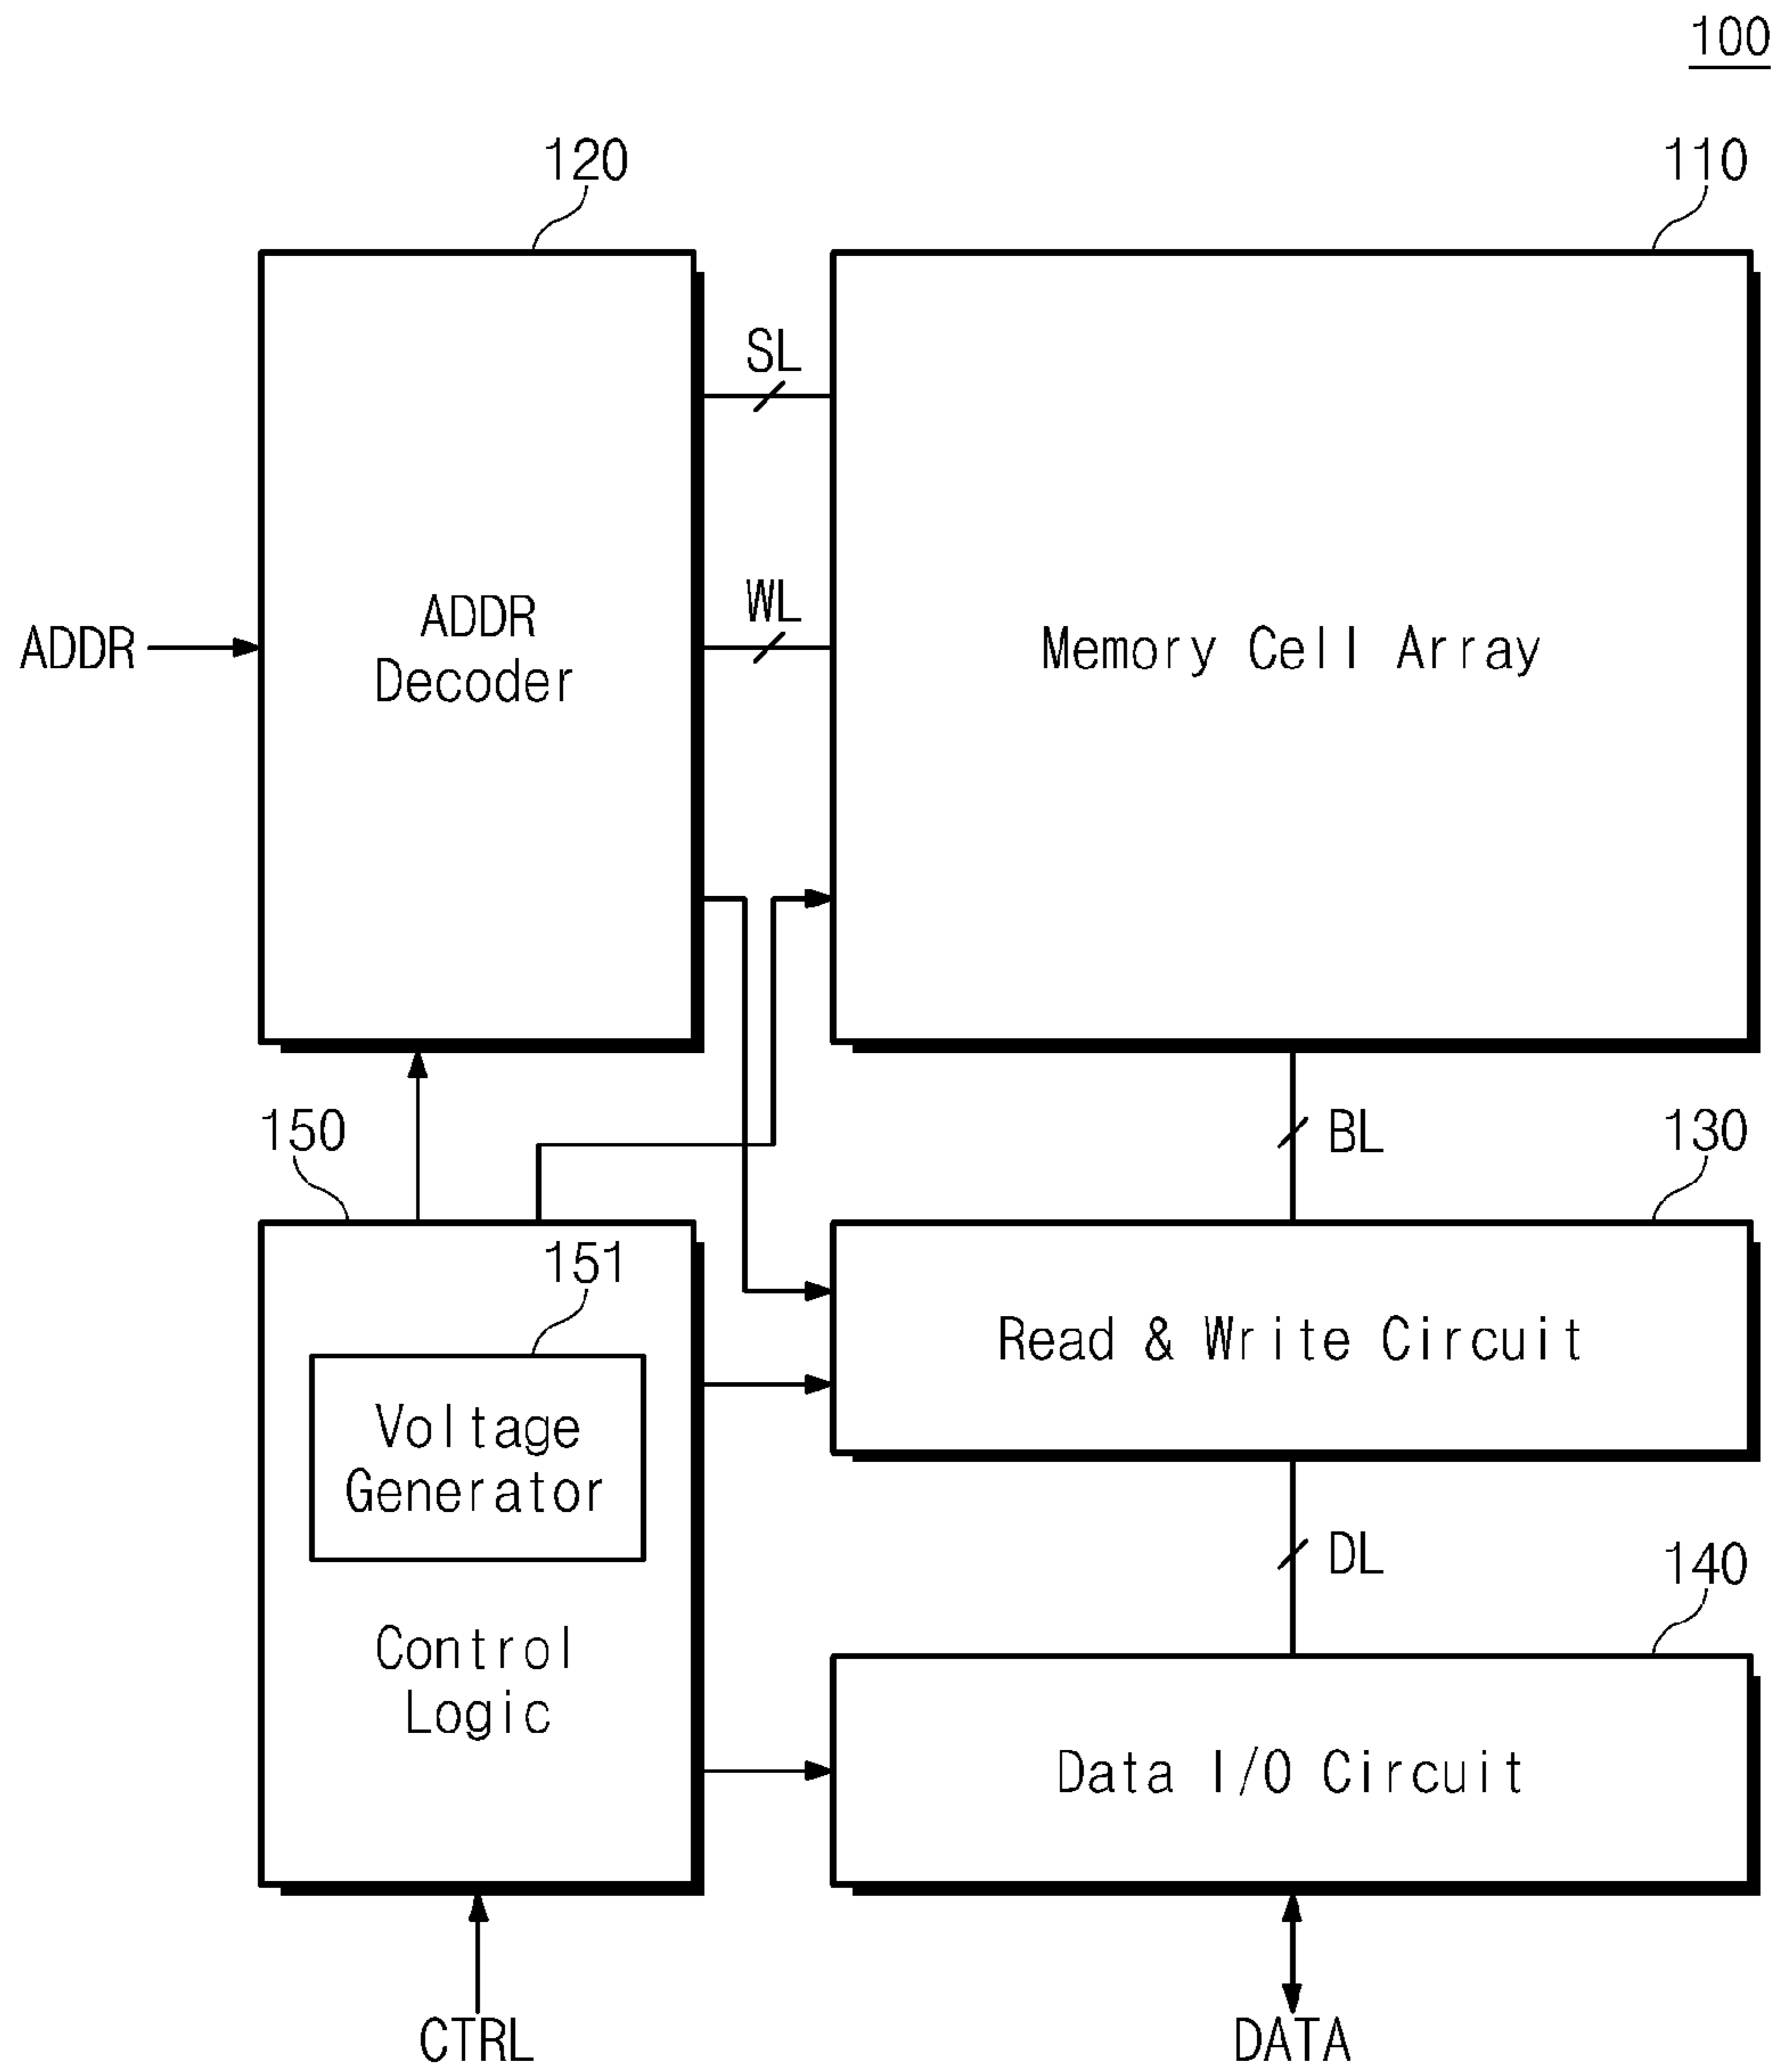 100
120
110
SL
WL
ADDR
ADDR
Decoder
Memory Cell Array
150
BL
130
151
Read & Write Circuit
Voltage
Generator
DL
140
Control
Logic
Data I/O Circuit
CTRL
DATA